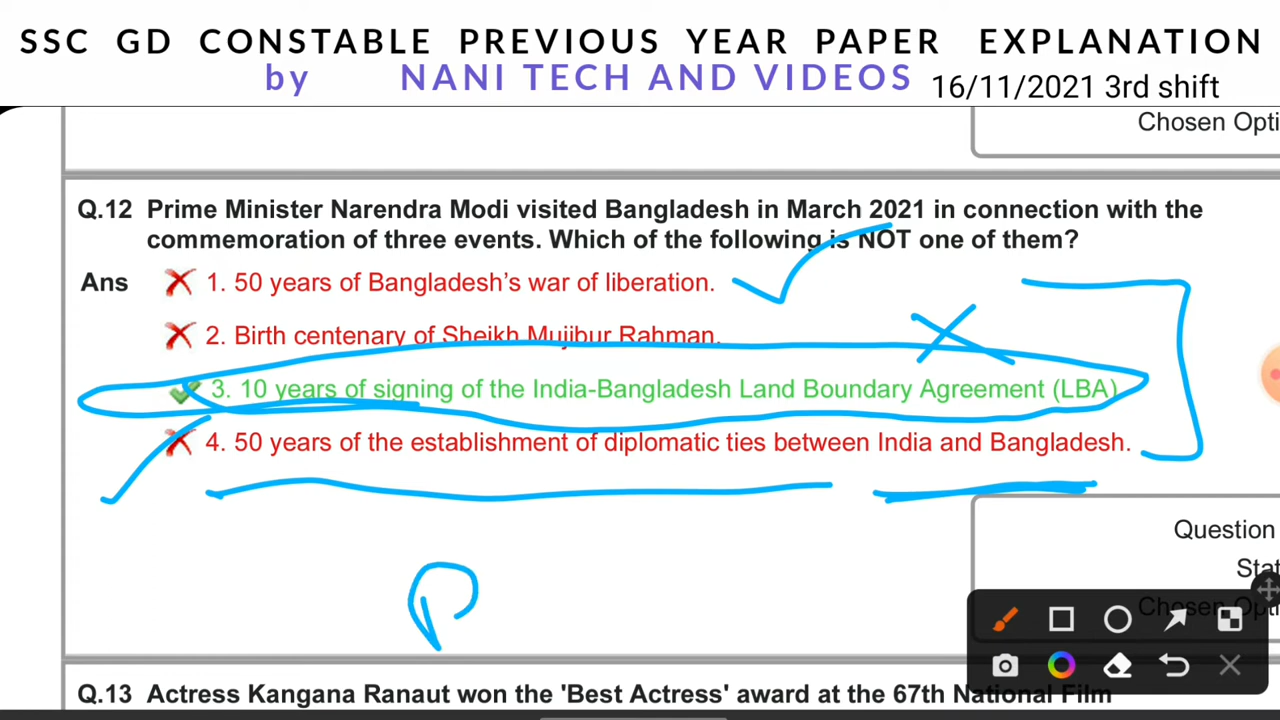 SSC GD CONSTABLE PREVIOUS YEAR PAPER EXPLANATION
by NANI TECH AND VIDEOS 16/11/2021 3rd shift
Chosen Opti
Q.12 Prime Minister Narendra Modi visited Bangladesh in March 2021 in connection with the
commemoration of three events. Which of the following is NOT one of them?
Ans 1. 50 years of Bangladesh's war of liberation.
2. Birth centenary of Sheikh Mujibur Rahman.
3. 10 years of signing of the India-Bangladesh Land Boundary Agreement (LBA)
4. 50 years of the establishment of diplomatic ties between India and Bangladesh.
Question
Stat
Chosen Optio
P
Q.13 Actress Kangana Ranaut won the 'Best Actress' award at the 67th National Film